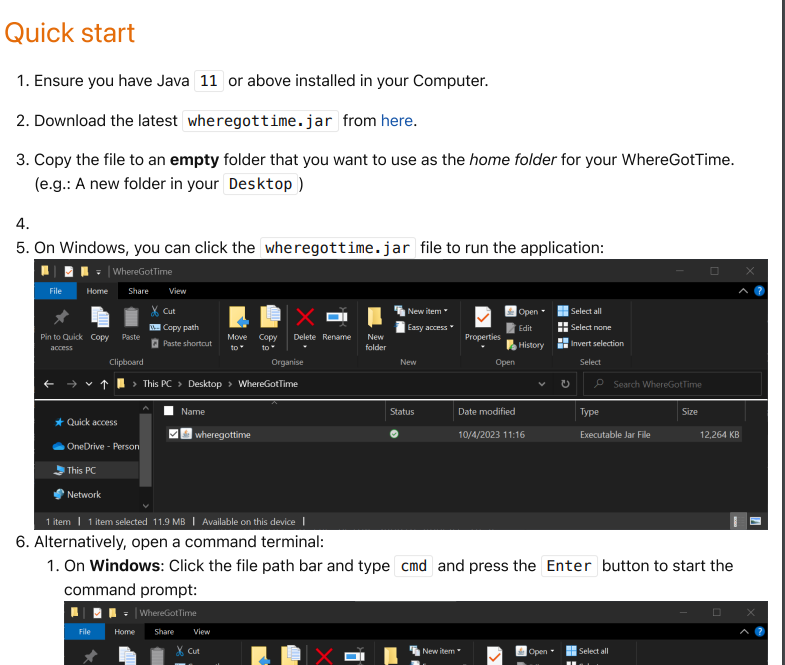 Quick start
1. Ensure you have Java 11 or above installed in your Computer.
2. Download the latest wheregottime.jar from here.
3. Copy the file to an empty folder that you want to use as the home folder for your WhereGotTime.
(e.g.: A new folder in your Desktop )
4.
5. On Windows, you can click the wheregottime.jar file to run the application:
WhereGotTime
File Home Share View
Pin to Quick access
Copy
Paste
Cut
Copy path
Paste shortcut
Move to
Copy to
Delete
Rename
New folder
New item
Easy access
Properties
Open
Edit
History
Select all
Select none
Invert selection
Clipboard Organise New Open Select
This PC > Desktop > WhereGotTime
Search WhereGotTime
Quick access
OneDrive - Person
This PC
Network
Name Status Date modified Type Size
wheregottime 10/4/2023 11:16 Executable Jar File 12,264 KB
1 item | 1 item selected 11.9 MB | Available on this device |
6. Alternatively, open a command terminal:
1. On Windows: Click the file path bar and type cmd and press the Enter button to start the
command prompt:
WhereGotTime
File Home Share View
Cut
New item
Open
Select all